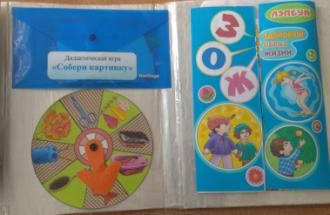 Дидактическая игра
«Собери картинку»
З
О
Ж
ЛЭПБУК
ЗДОРОВЫЙ
ОБРАЗ
ЖИЗНИ